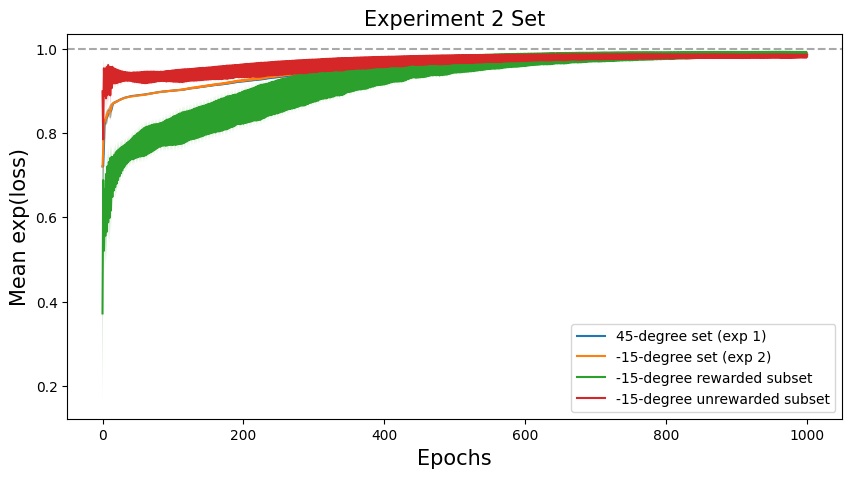 Experiment 2 Set
Mean exp(loss)
1.0
0.8
0.6
0.4
0.2
0
200
400
600
800
1000
Epochs
45-degree set (exp 1)
-15-degree set (exp 2)
-15-degree rewarded subset
-15-degree unrewarded subset